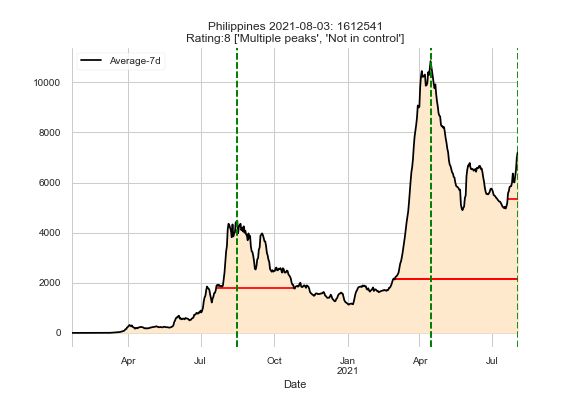 Philippines 2021-08-03: 1612541
Rating:8 ['Multiple peaks', 'Not in control']
Average-7d
10000
8000
6000
4000
2000
0
Apr Jul Oct Jan Apr Jul
2021
Date